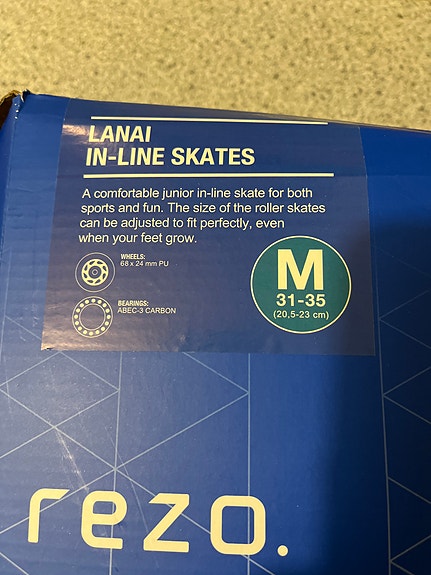 LANAI
IN-LINE SKATES
A comfortable junior in-line skate for both
sports and fun. The size of the roller skates
can be adjusted to fit perfectly, even
when your feet grow.
WHEELS:
68 x 24 mm PU
BEARINGS:
ABEC-3 CARBON
M
31-35
(20,5-23 cm)
rezo.